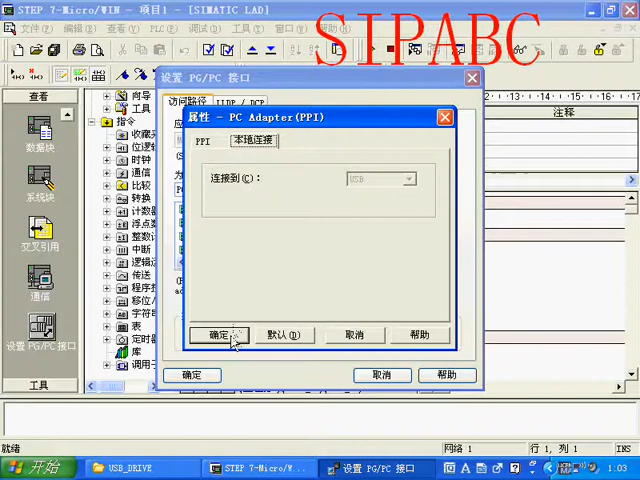 STEP 7-Micro/WIN - 项目1 - [SIMATIC LAD]
SIPABC
文件(F) 编辑(E) 查看(V) PLC(P) 调试(D) 工具(T) 窗口(W) 帮助(H)
查看
数据块
系统块
交叉引用
通信
设置 PG/PC 接口
工具
向导
工具
指令
收藏夹
位逻辑
时钟
通信
比较
转换
计数器
浮点数
整数
中断
逻辑
传送
程序控
移位/
字符串
表
定时器
库
调用子
设置 PG/PC 接口
访问路径 LLDP / DCP
属性 - PC Adapter(PPI)
PPI 本地连接
连接到(C): USB
确定 默认(D) 取消 帮助
确定 取消 帮助
注释
就绪 网络 1 行 1, 列 1 INS
开始 USB_DRIVE STEP 7-Micro/W... 设置 PG/PC 接口 1:03